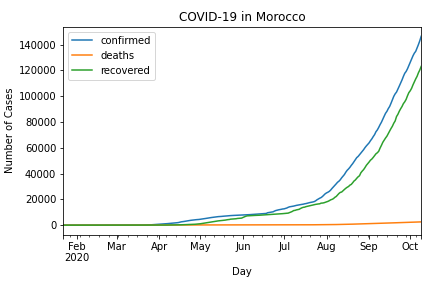 COVID-19 in Morocco
confirmed
deaths
recovered
Number of Cases
140000
120000
100000
80000
60000
40000
20000
0
Feb Mar Apr May Jun Jul Aug Sep Oct
2020
Day